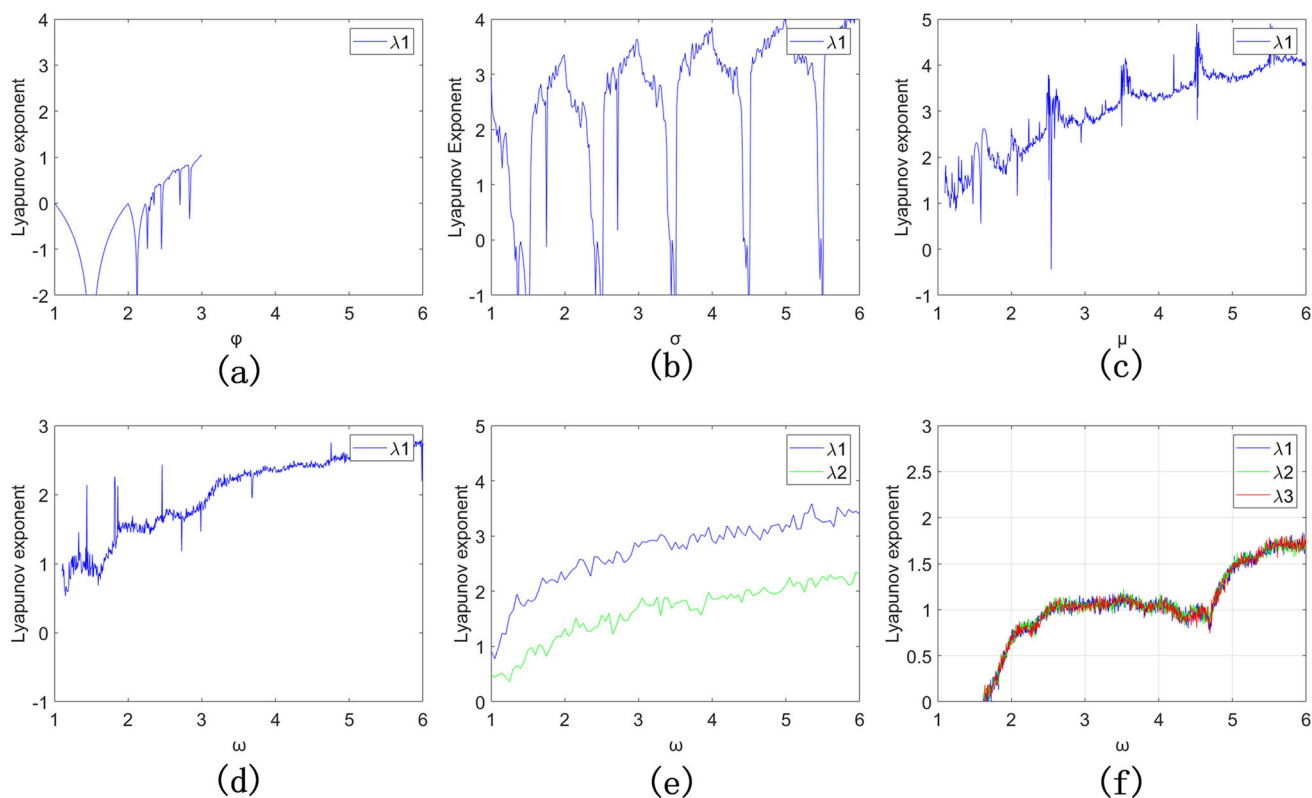 4
3
2
1
0
-1
-2
Lyapunov exponent
λ1
1 2 3 4 5 6
φ
(a)
4
3
2
1
0
-1
Lyapunov Exponent
λ1
1 2 3 4 5 6
σ
(b)
5
4
3
2
1
0
-1
Lyapunov exponent
λ1
1 2 3 4 5 6
μ
(c)
3
2
1
0
-1
Lyapunov exponent
λ1
1 2 3 4 5 6
ω
(d)
5
4
3
2
1
0
Lyapunov exponent
λ1
λ2
1 2 3 4 5 6
ω
(e)
3
2.5
2
1.5
1
0.5
0
Lyapunov exponent
λ1
λ2
λ3
1 2 3 4 5 6
ω
(f)